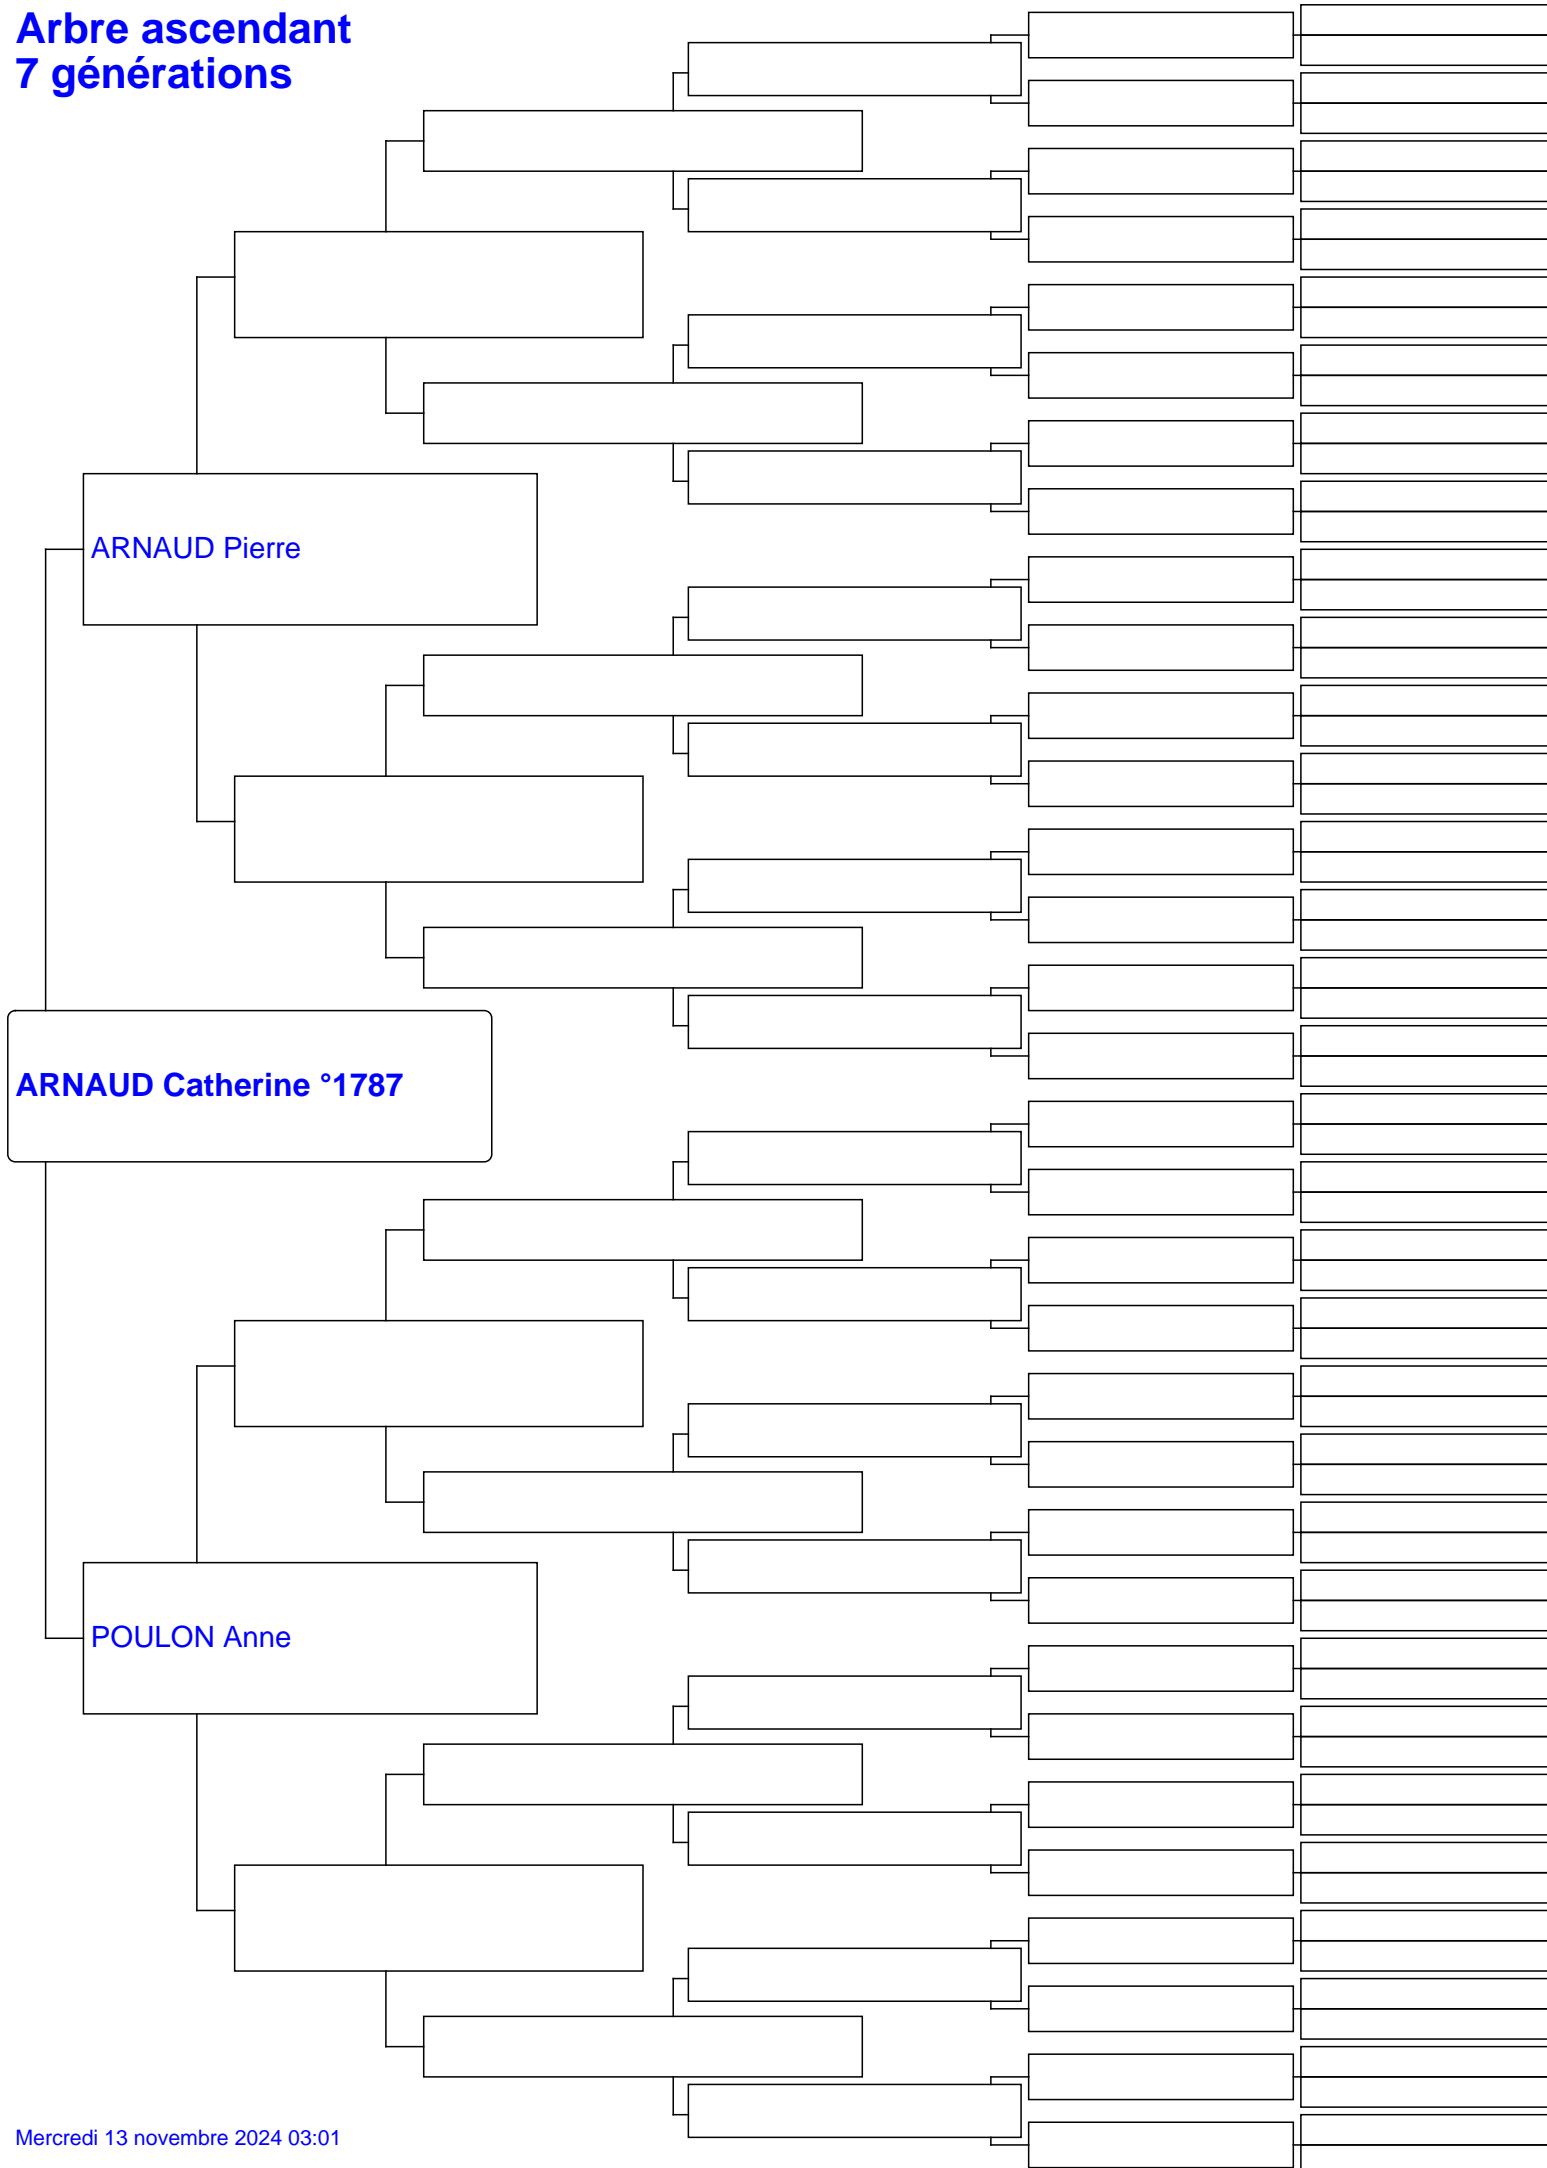 Arbre ascendant
7 générations
ARNAUD Pierre
ARNAUD Catherine °1787
POULON Anne
Mercredi 13 novembre 2024 03:01